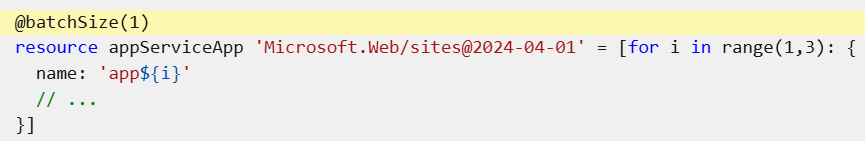 @batchSize(1)
resource appServiceApp 'Microsoft.Web/sites@2024-04-01' = [for i in range(1,3): {
  name: 'app${i}'
  // ...
}]